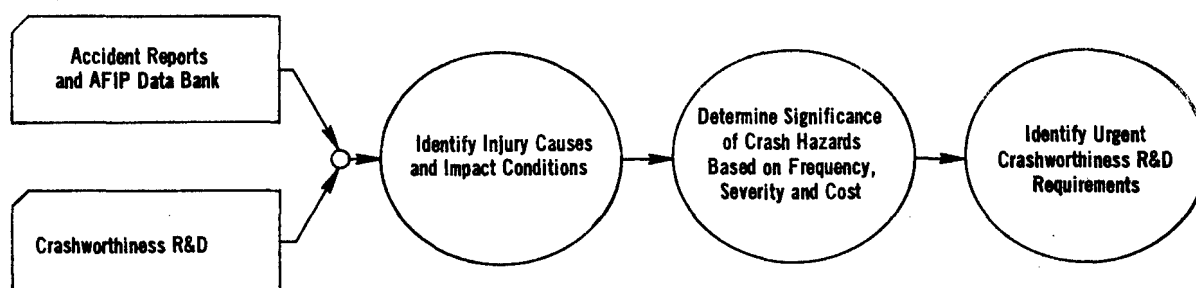 Accident Reports
and AFIP Data Bank
Crashworthiness R&D
Identify Injury Causes
and Impact Conditions
Determine Significance
of Crash Hazards
Based on Frequency,
Severity and Cost
Identify Urgent
Crashworthiness R&D
Requirements